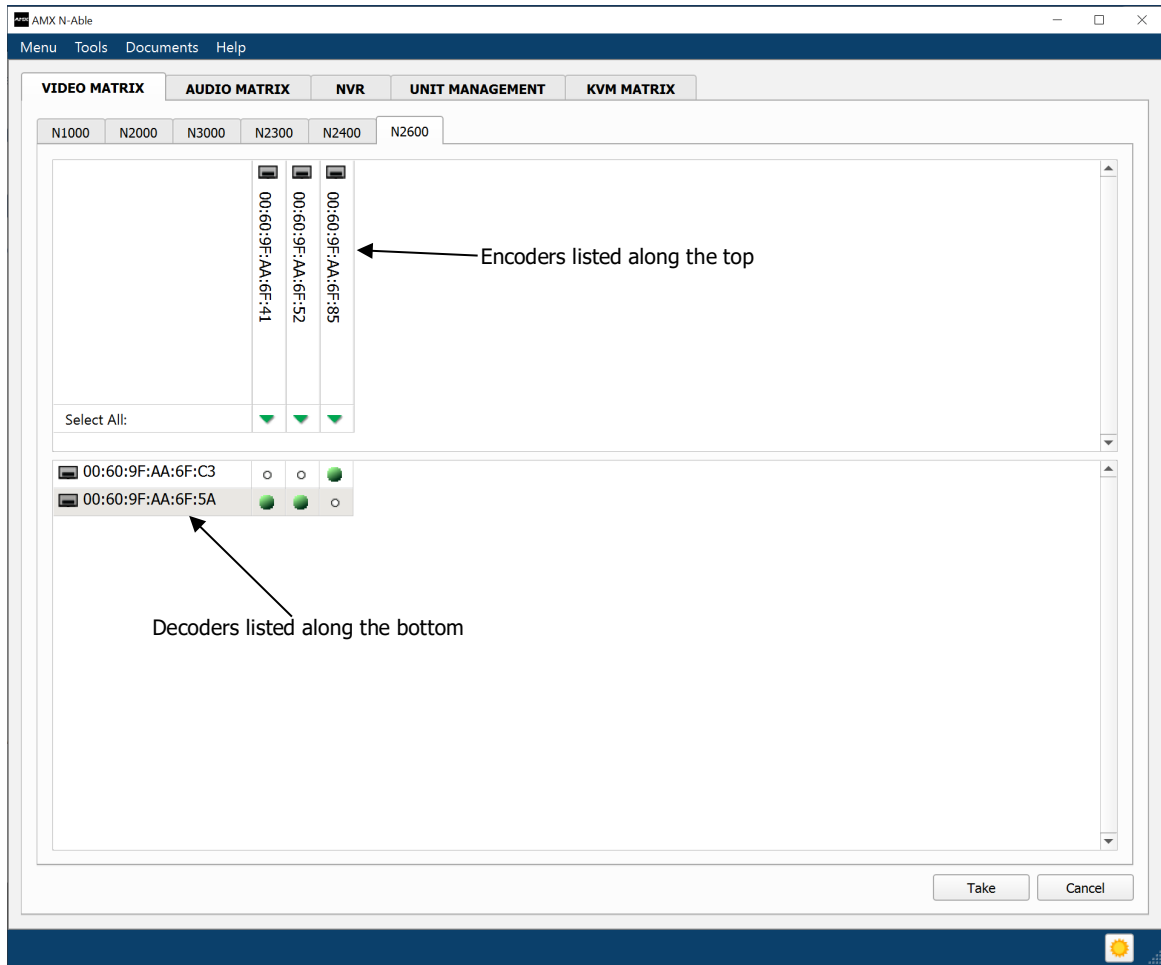 AMX AMX N-Able
Menu Tools Documents Help
VIDEO MATRIX AUDIO MATRIX NVR UNIT MANAGEMENT KVM MATRIX
N1000 N2000 N3000 N2300 N2400 N2600
00:60:9F:AA:6F:41
00:60:9F:AA:6F:52
00:60:9F:AA:6F:85
Encoders listed along the top
Select All:
00:60:9F:AA:6F:C3
00:60:9F:AA:6F:5A
Decoders listed along the bottom
Take Cancel